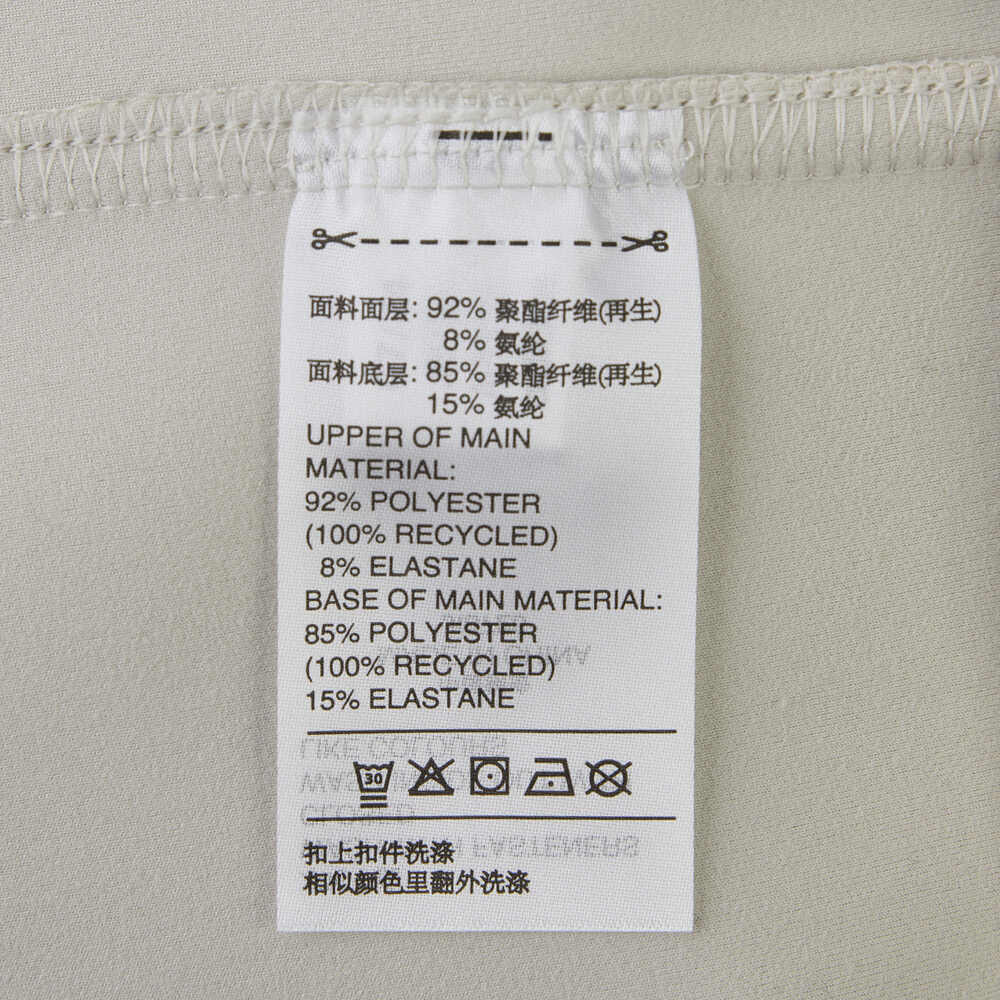 面料面层: 92% 聚酯纤维(再生)
8% 氨纶
面料底层: 85% 聚酯纤维(再生)
15% 氨纶
UPPER OF MAIN
MATERIAL:
92% POLYESTER
(100% RECYCLED)
8% ELASTANE
BASE OF MAIN MATERIAL:
85% POLYESTER
(100% RECYCLED)
15% ELASTANE
30
扣上扣件洗涤
相似颜色里翻外洗涤